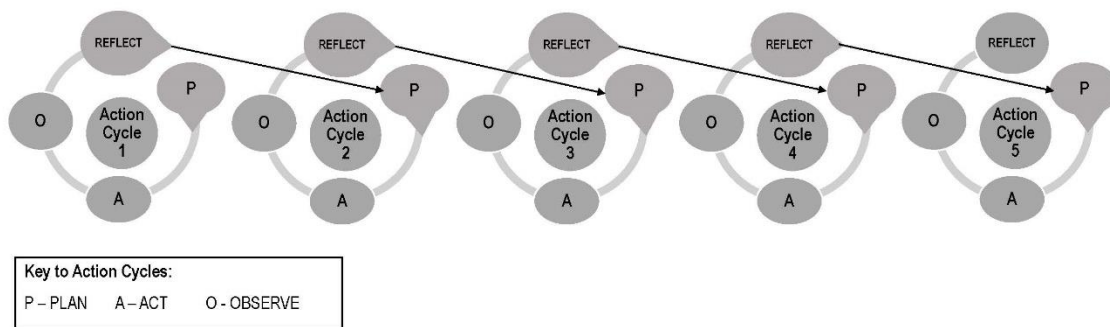 REFLECT
P
O
Action
Cycle
1
A
REFLECT
P
O
Action
Cycle
2
A
REFLECT
P
O
Action
Cycle
3
A
REFLECT
P
O
Action
Cycle
4
A
REFLECT
P
O
Action
Cycle
5
A
Key to Action Cycles:
P – PLAN A – ACT O - OBSERVE